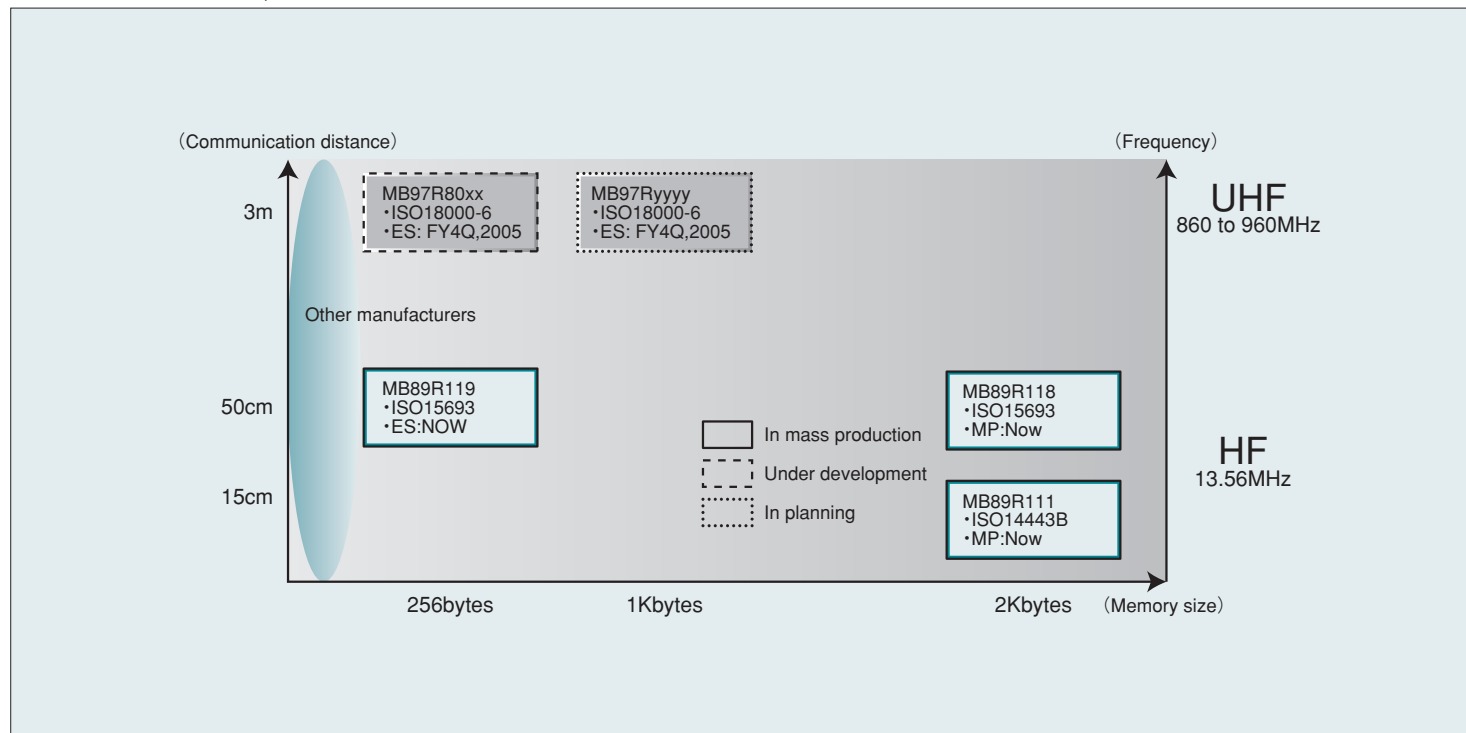 （Communication distance）
（Frequency）
3m
MB97R80xx
・ISO18000-6
・ES: FY4Q,2005
MB97Ryyyy
・ISO18000-6
・ES: FY4Q,2005
UHF
860 to 960MHz
Other manufacturers
50cm
MB89R119
・ISO15693
・ES:NOW
MB89R118
・ISO15693
・MP:Now
In mass production
Under development
In planning
HF
13.56MHz
15cm
MB89R111
・ISO14443B
・MP:Now
256bytes
1Kbytes
2Kbytes
（Memory size）